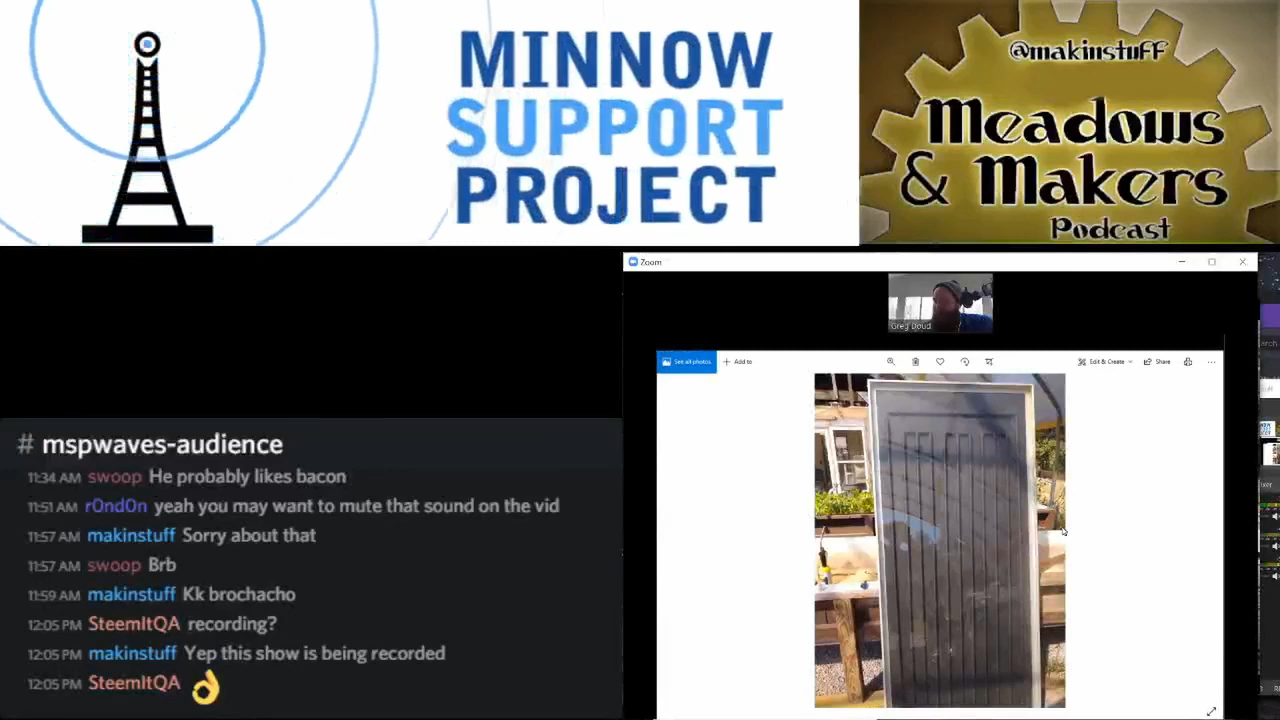 MINNOW
SUPPORT
PROJECT
@makinstuff
Meadows
& Makers
Podcast
Zoom
Greg Doud
See all photos
+ Add to
Edit & Create
Share
# mspwaves-audience
11:34 AM swoop He probably likes bacon
11:51 AM r0nd0n yeah you may want to mute that sound on the vid
11:57 AM makinstuff Sorry about that
11:57 AM swoop Brb
11:59 AM makinstuff Kk brochacho
12:05 PM SteemItQA recording?
12:05 PM makinstuff Yep this show is being recorded
12:05 PM SteemItQA 👌